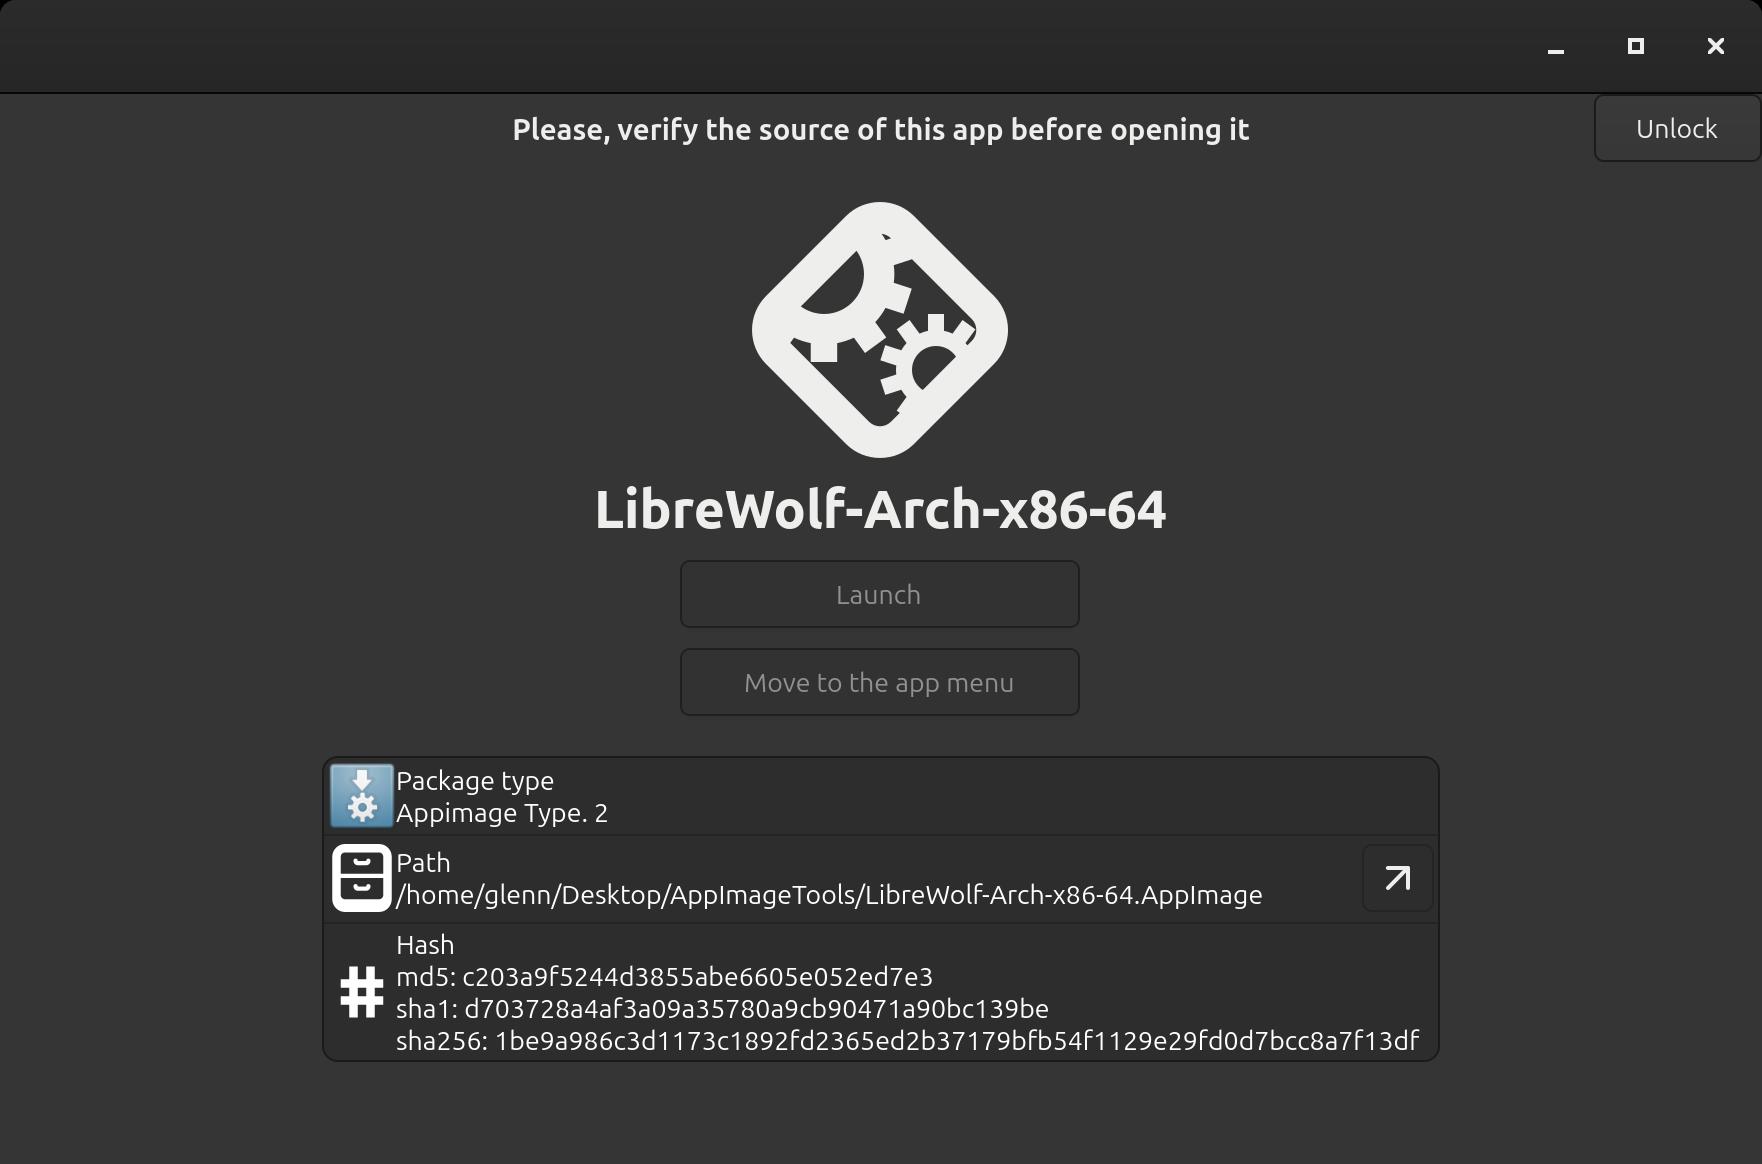 Please, verify the source of this app before opening it
Unlock
LibreWolf-Arch-x86-64
Launch
Move to the app menu
Package type
Appimage Type. 2
Path
/home/glenn/Desktop/AppImageTools/LibreWolf-Arch-x86-64.AppImage
Hash
md5: c203a9f5244d3855abe6605e052ed7e3
sha1: d703728a4af3a09a35780a9cb90471a90bc139be
sha256: 1be9a986c3d1173c1892fd2365ed2b37179bfb54f1129e29fd0d7bcc8a7f13df